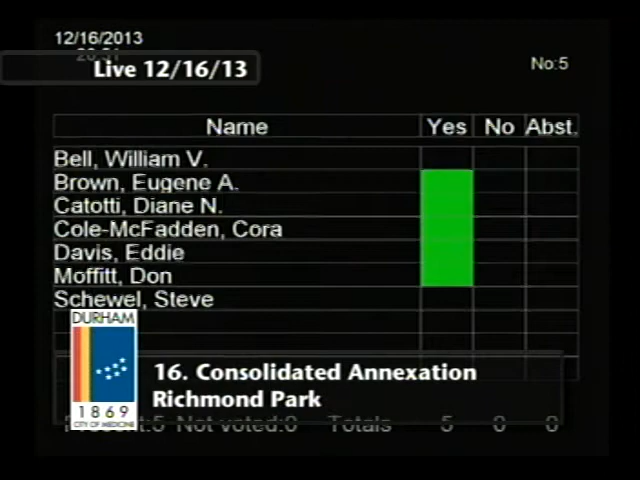 12/16/2013
Live 12/16/13
No:5
Name Yes No Abst.
Bell, William V.
Brown, Eugene A.
Catotti, Diane N.
Cole-McFadden, Cora
Davis, Eddie
Moffitt, Don
Schewel, Steve
DURHAM
1869
CITY OF MEDICINE
16. Consolidated Annexation
Richmond Park
Not voted:0 Totals 5 0 0